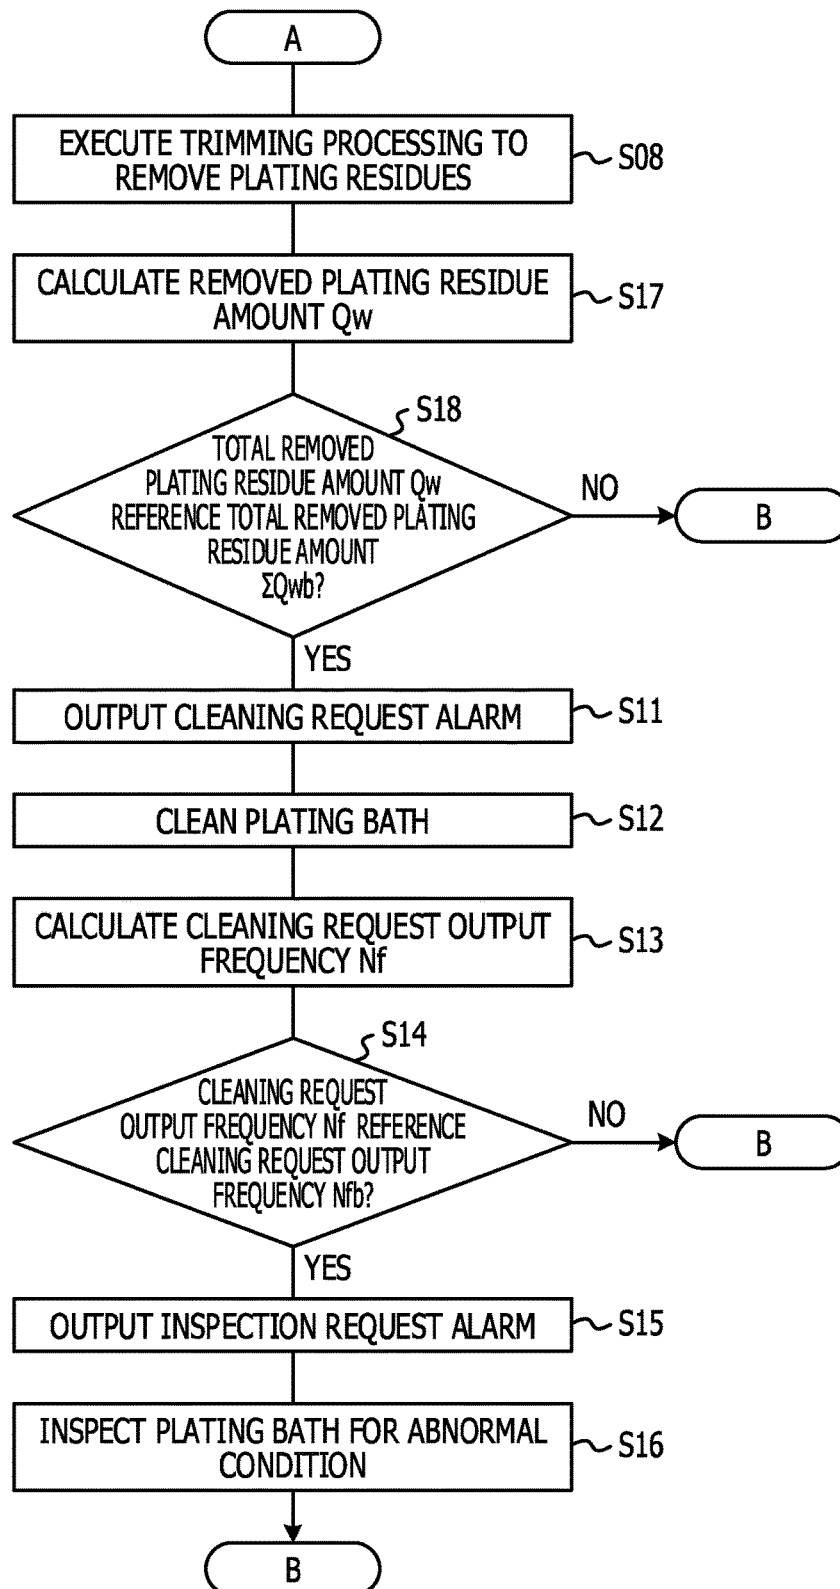 A
EXECUTE TRIMMING PROCESSING TO
REMOVE PLATING RESIDUES
S08
CALCULATE REMOVED PLATING RESIDUE
AMOUNT Qw
S17
S18
TOTAL REMOVED
PLATING RESIDUE AMOUNT Qw
REFERENCE TOTAL REMOVED PLATING
RESIDUE AMOUNT
ΣQwb?
NO
B
YES
OUTPUT CLEANING REQUEST ALARM
S11
CLEAN PLATING BATH
S12
CALCULATE CLEANING REQUEST OUTPUT
FREQUENCY Nf
S13
S14
CLEANING REQUEST
OUTPUT FREQUENCY Nf REFERENCE
CLEANING REQUEST OUTPUT
FREQUENCY Nfb?
NO
B
YES
OUTPUT INSPECTION REQUEST ALARM
S15
INSPECT PLATING BATH FOR ABNORMAL
CONDITION
S16
B